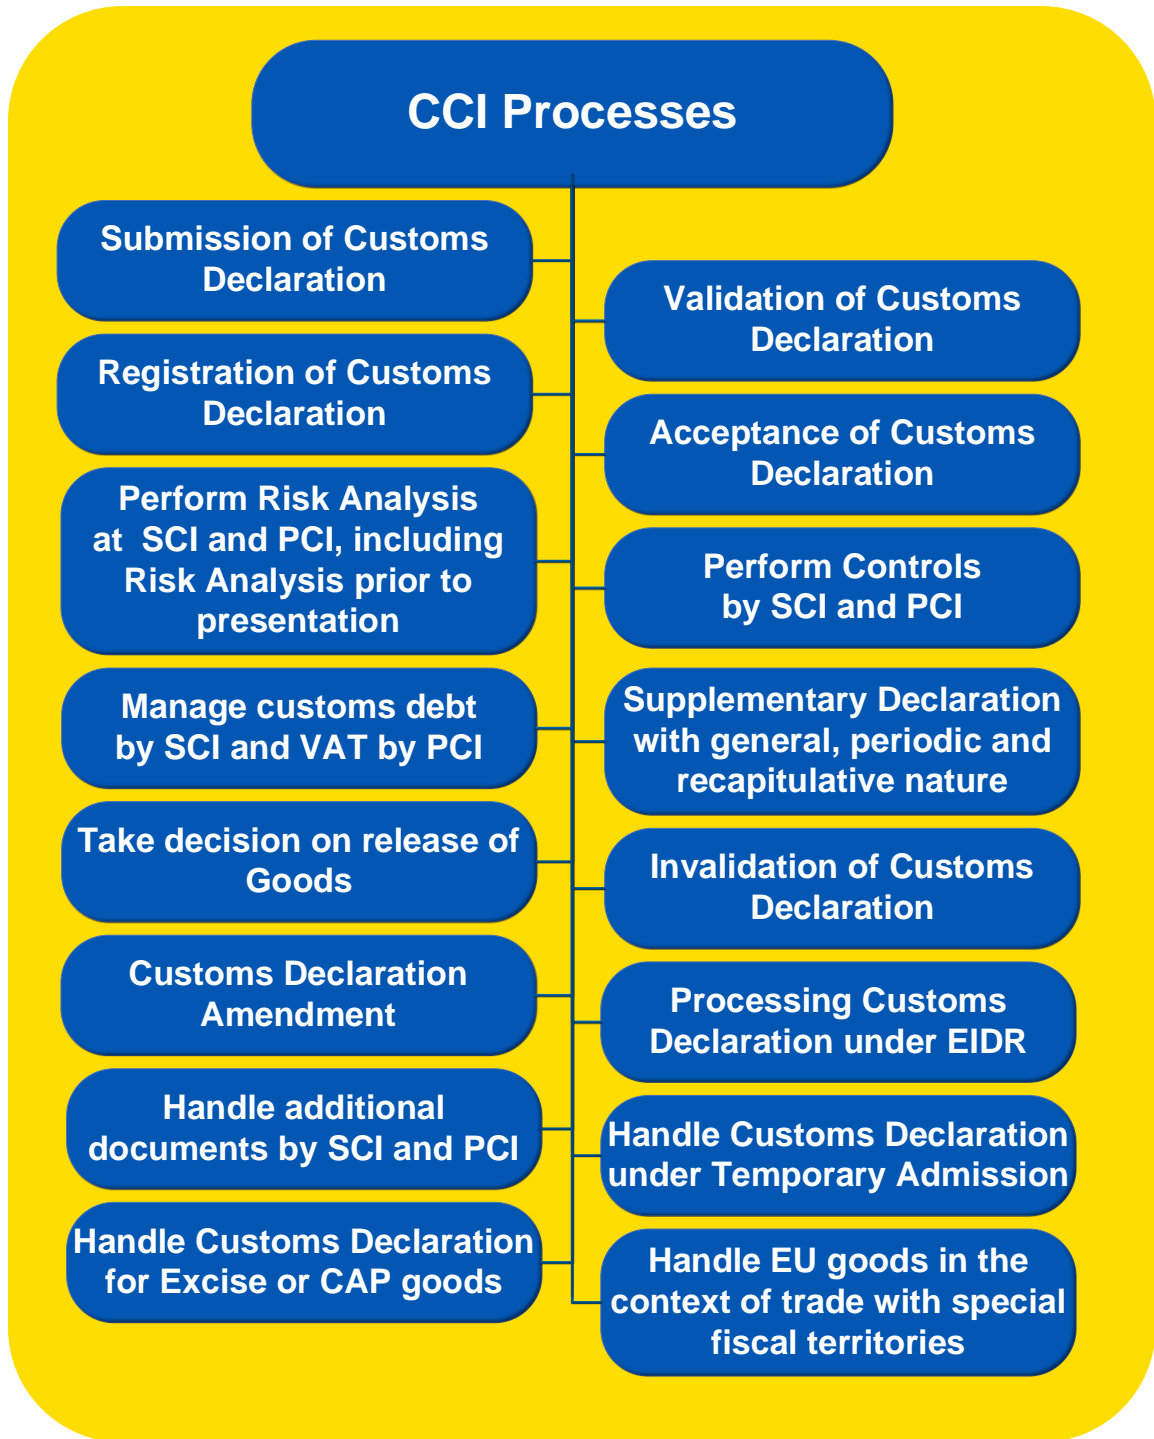 CCI Processes
Submission of Customs
Declaration
Validation of Customs
Declaration
Registration of Customs
Declaration
Acceptance of Customs
Declaration
Perform Risk Analysis
at SCI and PCI, including
Risk Analysis prior to
presentation
Perform Controls
by SCI and PCI
Manage customs debt
by SCI and VAT by PCI
Supplementary Declaration
with general, periodic and
recapitulative nature
Take decision on release of
Goods
Invalidation of Customs
Declaration
Customs Declaration
Amendment
Processing Customs
Declaration under EIDR
Handle additional
documents by SCI and PCI
Handle Customs Declaration
under Temporary Admission
Handle Customs Declaration
for Excise or CAP goods
Handle EU goods in the
context of trade with special
fiscal territories